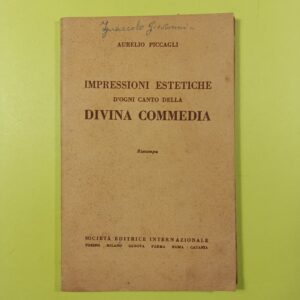 AURELIO PICCAGLI
IMPRESSIONI ESTETICHE
D'OGNI CANTO DELLA
DIVINA COMMEDIA
Ristampa
SOCIETÀ EDITRICE INTERNAZIONALE
TORINO MILANO GENOVA PARMA ROMA CATANIA